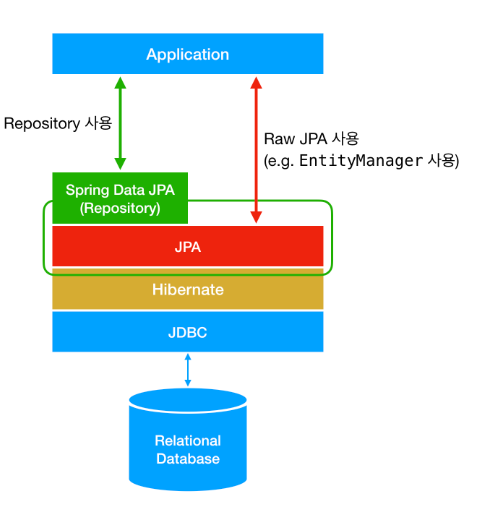 Application
Repository 사용
Raw JPA 사용
(e.g. EntityManager 사용)
Spring Data JPA
(Repository)
JPA
Hibernate
JDBC
Relational
Database